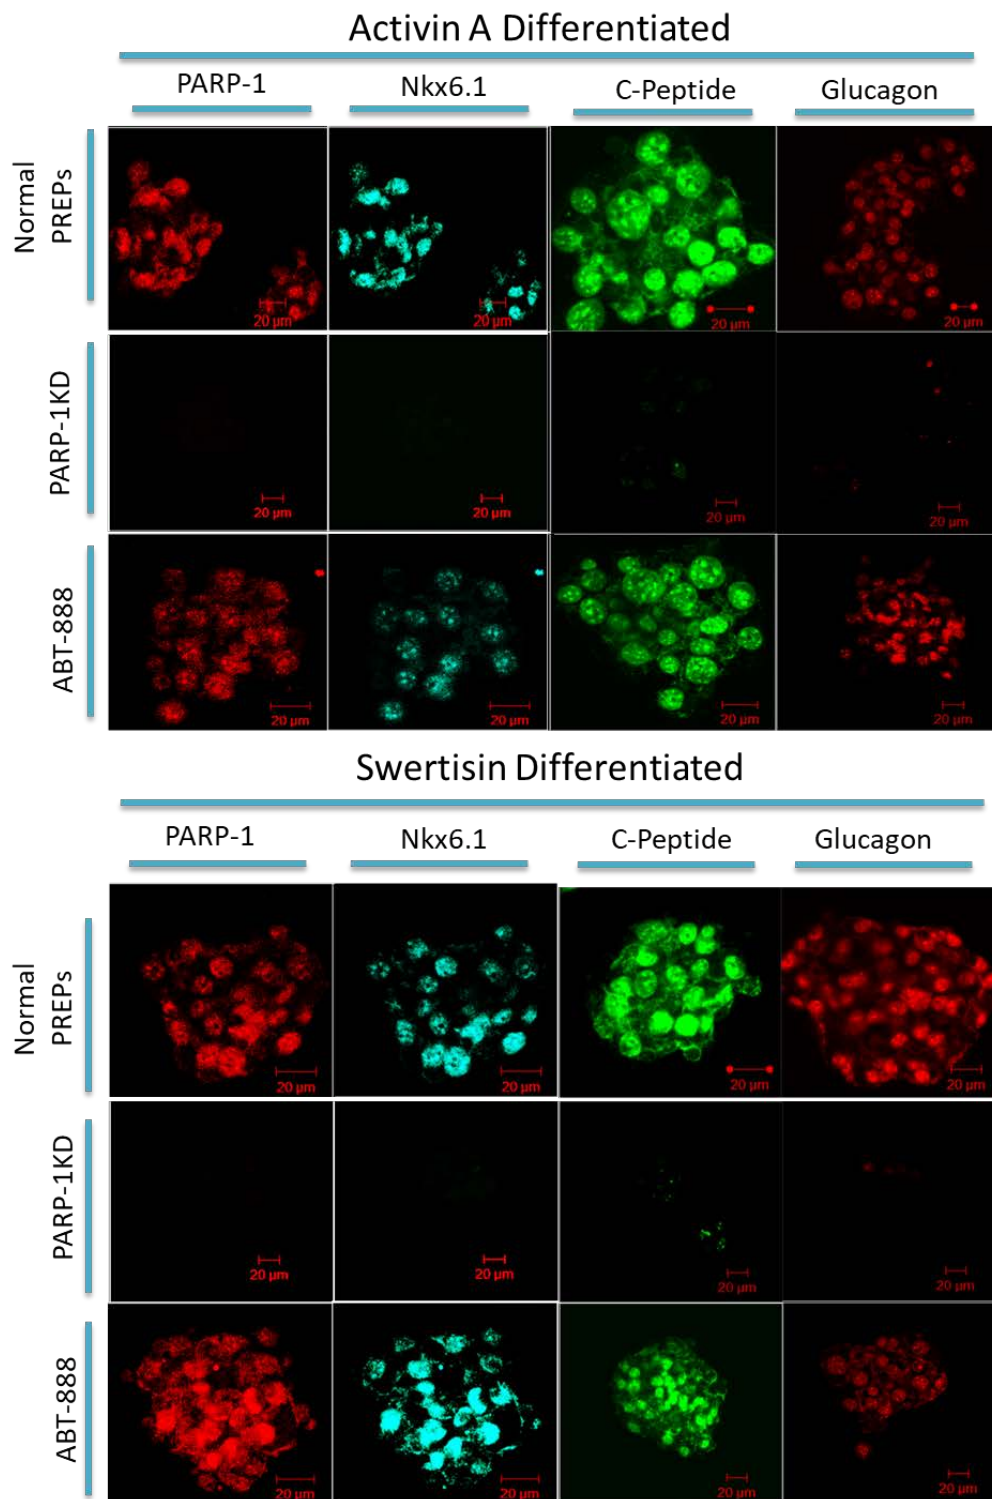 Activin A Differentiated
PARP-1 Nkx6.1 C-Peptide Glucagon
Normal
PREPs
20 µm 20 µm 20 µm 20 µm
PARP-1KD
20 µm 20 µm 20 µm 20 µm
ABT-888
20 µm 20 µm 20 µm 20 µm
Swertisin Differentiated
PARP-1 Nkx6.1 C-Peptide Glucagon
Normal
PREPs
20 µm 20 µm 20 µm 20 µm
PARP-1KD
20 µm 20 µm 20 µm 20 µm
ABT-888
20 µm 20 µm 20 µm 20 µm